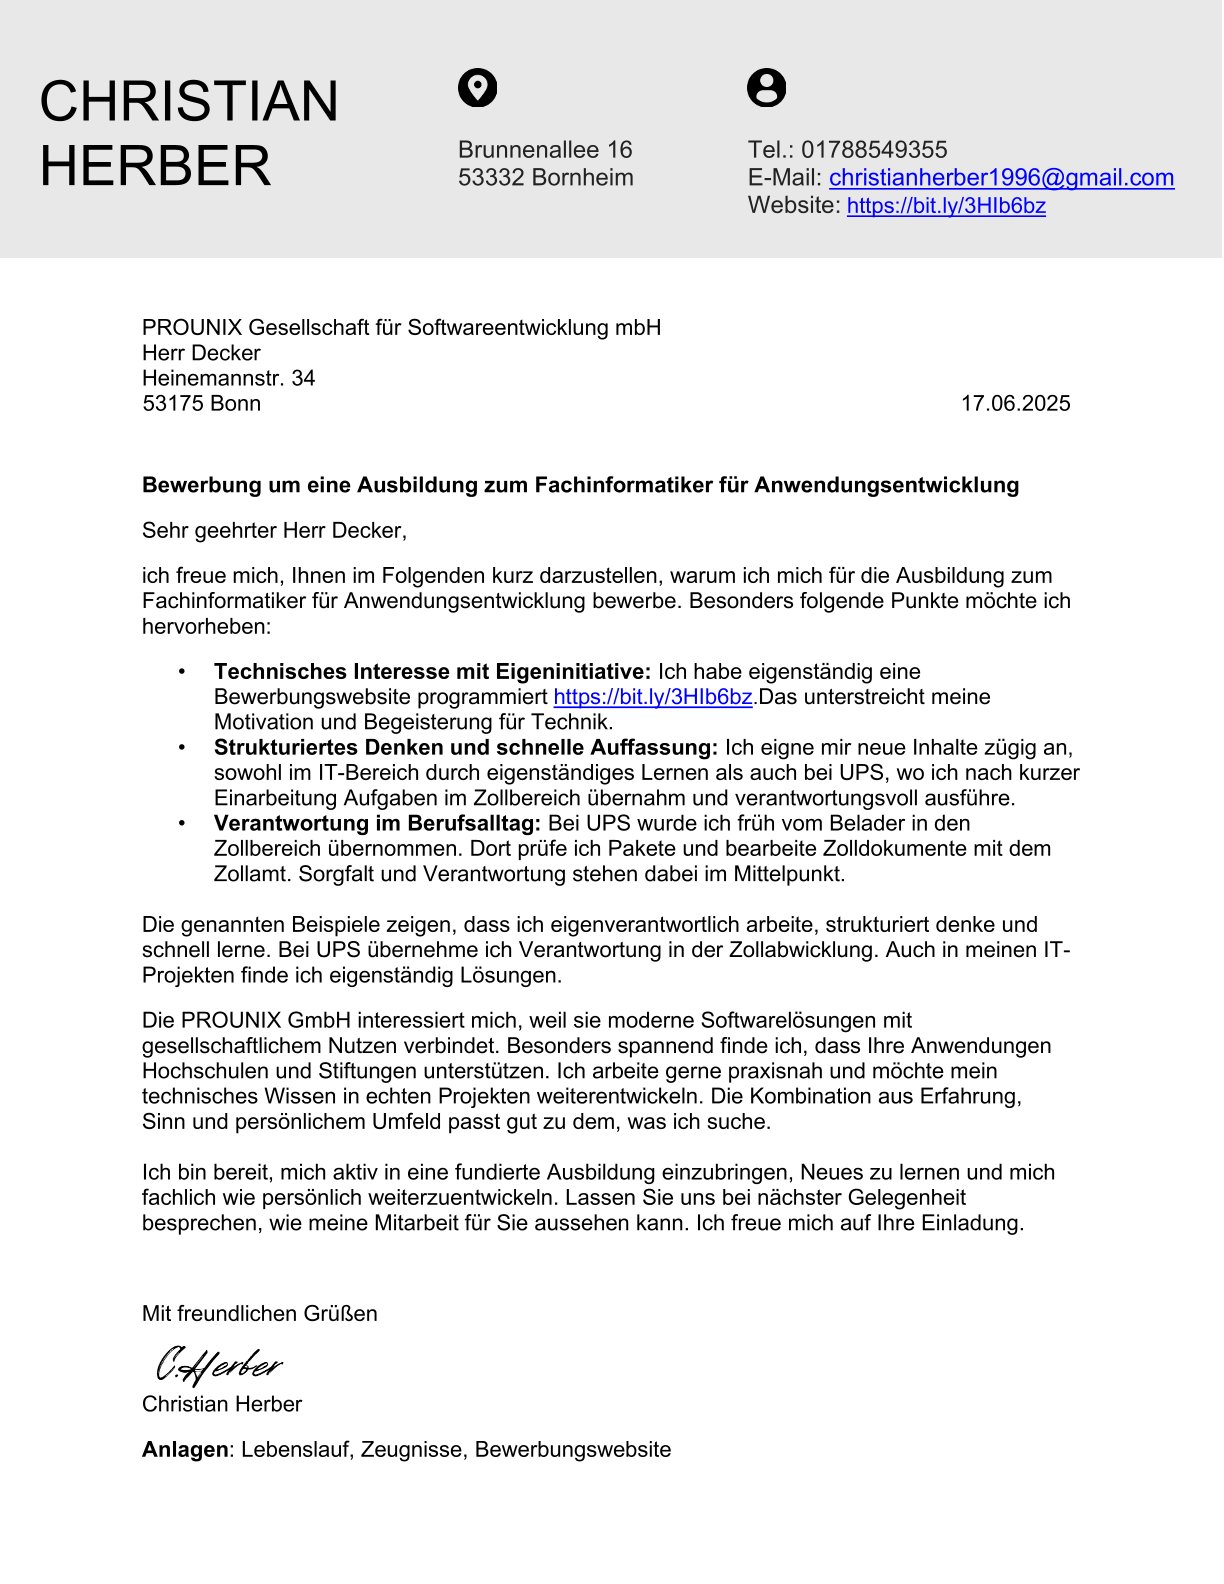 CHRISTIAN
HERBER
Brunnenallee 16
53332 Bornheim
Tel.: 01788549355
E-Mail: christianherber1996@gmail.com
Website: https://bit.ly/3HIb6bz
PROUNIX Gesellschaft für Softwareentwicklung mbH
Herr Decker
Heinemannstr. 34
53175 Bonn 17.06.2025
Bewerbung um eine Ausbildung zum Fachinformatiker für Anwendungsentwicklung
Sehr geehrter Herr Decker,
ich freue mich, Ihnen im Folgenden kurz darzustellen, warum ich mich für die Ausbildung zum
Fachinformatiker für Anwendungsentwicklung bewerbe. Besonders folgende Punkte möchte ich
hervorheben:
• Technisches Interesse mit Eigeninitiative: Ich habe eigenständig eine
Bewerbungswebsite programmiert https://bit.ly/3HIb6bz.Das unterstreicht meine
Motivation und Begeisterung für Technik.
• Strukturiertes Denken und schnelle Auffassung: Ich eigne mir neue Inhalte zügig an,
sowohl im IT-Bereich durch eigenständiges Lernen als auch bei UPS, wo ich nach kurzer
Einarbeitung Aufgaben im Zollbereich übernahm und verantwortungsvoll ausführe.
• Verantwortung im Berufsalltag: Bei UPS wurde ich früh vom Belader in den
Zollbereich übernommen. Dort prüfe ich Pakete und bearbeite Zolldokumente mit dem
Zollamt. Sorgfalt und Verantwortung stehen dabei im Mittelpunkt.
Die genannten Beispiele zeigen, dass ich eigenverantwortlich arbeite, strukturiert denke und
schnell lerne. Bei UPS übernehme ich Verantwortung in der Zollabwicklung. Auch in meinen IT-
Projekten finde ich eigenständig Lösungen.
Die PROUNIX GmbH interessiert mich, weil sie moderne Softwarelösungen mit
gesellschaftlichem Nutzen verbindet. Besonders spannend finde ich, dass Ihre Anwendungen
Hochschulen und Stiftungen unterstützen. Ich arbeite gerne praxisnah und möchte mein
technisches Wissen in echten Projekten weiterentwickeln. Die Kombination aus Erfahrung,
Sinn und persönlichem Umfeld passt gut zu dem, was ich suche.
Ich bin bereit, mich aktiv in eine fundierte Ausbildung einzubringen, Neues zu lernen und mich
fachlich wie persönlich weiterzuentwickeln. Lassen Sie uns bei nächster Gelegenheit
besprechen, wie meine Mitarbeit für Sie aussehen kann. Ich freue mich auf Ihre Einladung.
Mit freundlichen Grüßen
C.Herber
Christian Herber
Anlagen: Lebenslauf, Zeugnisse, Bewerbungswebsite